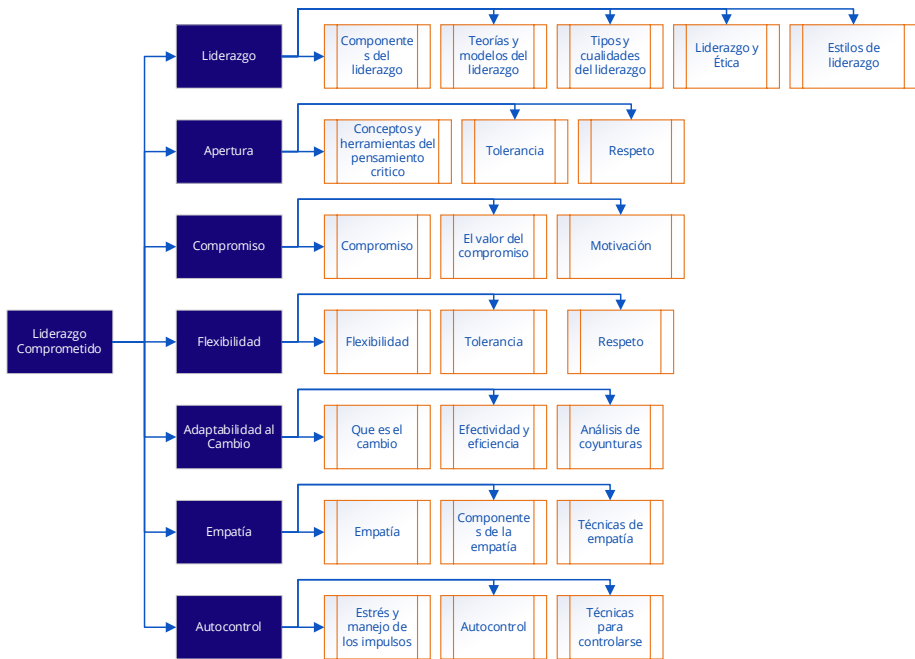 Liderazgo
Comprometido
Liderazgo
Componente
s del
liderazgo
Teorías y
modelos del
liderazgo
Tipos y
cualidades
del liderazgo
Liderazgo y
Ética
Estilos de
liderazgo
Apertura
Conceptos y
herramientas del
pensamiento
critico
Tolerancia
Respeto
Compromiso
Compromiso
El valor del
compromiso
Motivación
Flexibilidad
Flexibilidad
Tolerancia
Respeto
Adaptabilidad al
Cambio
Que es el
cambio
Efectividad y
eficiencia
Análisis de
coyunturas
Empatía
Empatía
Componente
s de la
empatía
Técnicas de
empatía
Autocontrol
Estrés y
manejo de
los impulsos
Autocontrol
Técnicas
para
controlarse